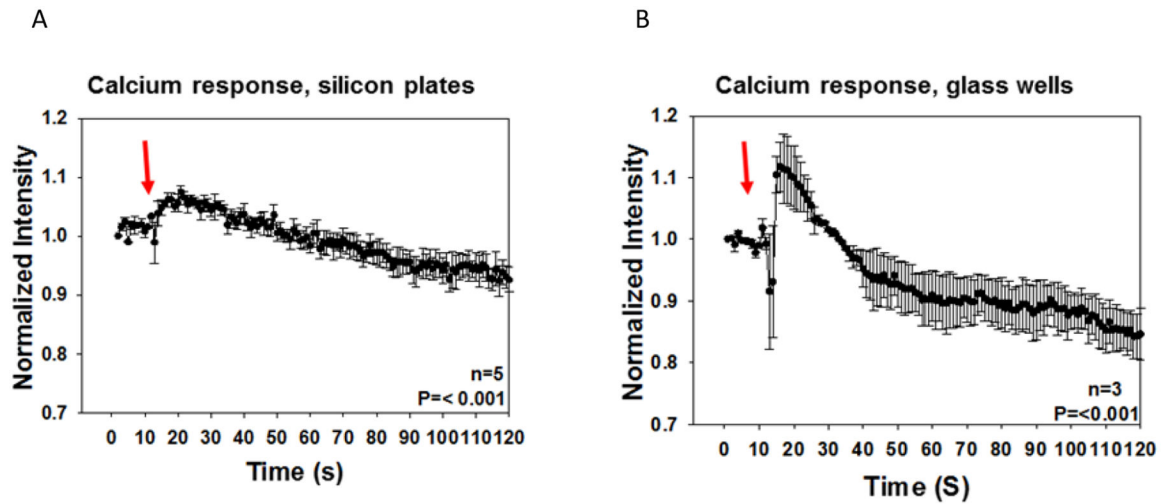 A
Calcium response, silicon plates
Normalized Intensity
1.2
1.1
1.0
0.9
0.8
0.7
n=5
P=< 0.001
0 10 20 30 40 50 60 70 80 90 100 110 120
Time (s)
B
Calcium response, glass wells
Normalized Intensity
1.2
1.1
1.0
0.9
0.8
0.7
n=3
P=<0.001
0 10 20 30 40 50 60 70 80 90 100 110 120
Time (S)